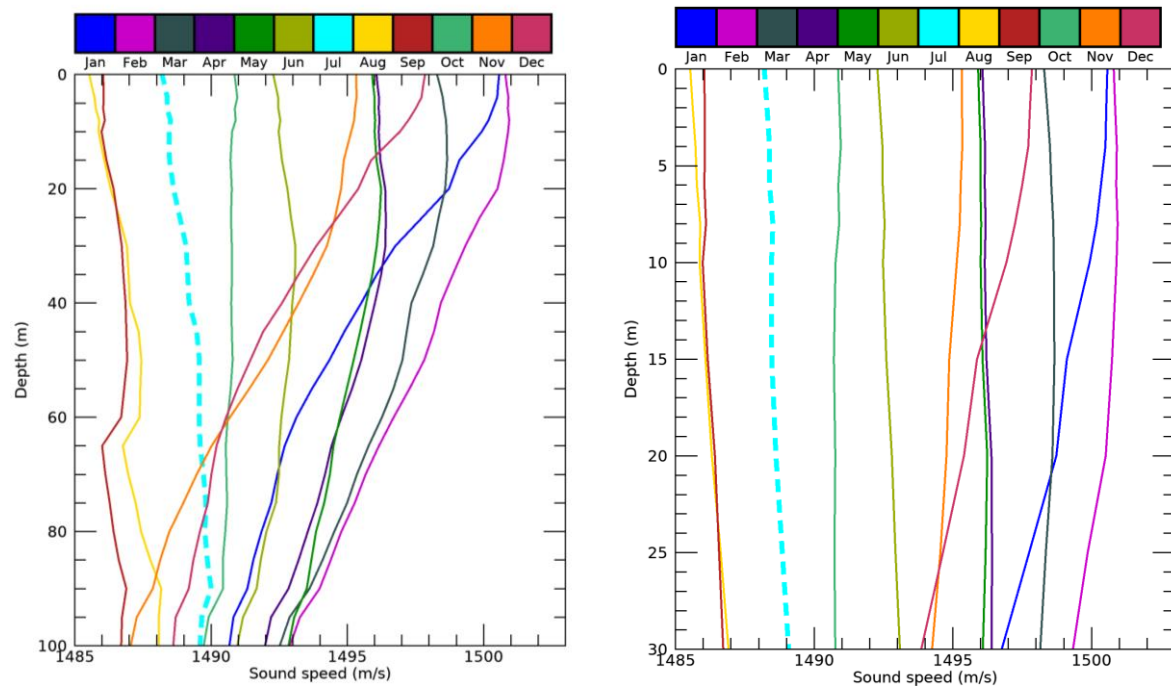 Jan Feb Mar Apr May Jun Jul Aug Sep Oct Nov Dec
0
20
40
60
80
100
Depth (m)
1485 1490 1495 1500
Sound speed (m/s)
Jan Feb Mar Apr May Jun Jul Aug Sep Oct Nov Dec
0
5
10
15
20
25
30
Depth (m)
1485 1490 1495 1500
Sound speed (m/s)